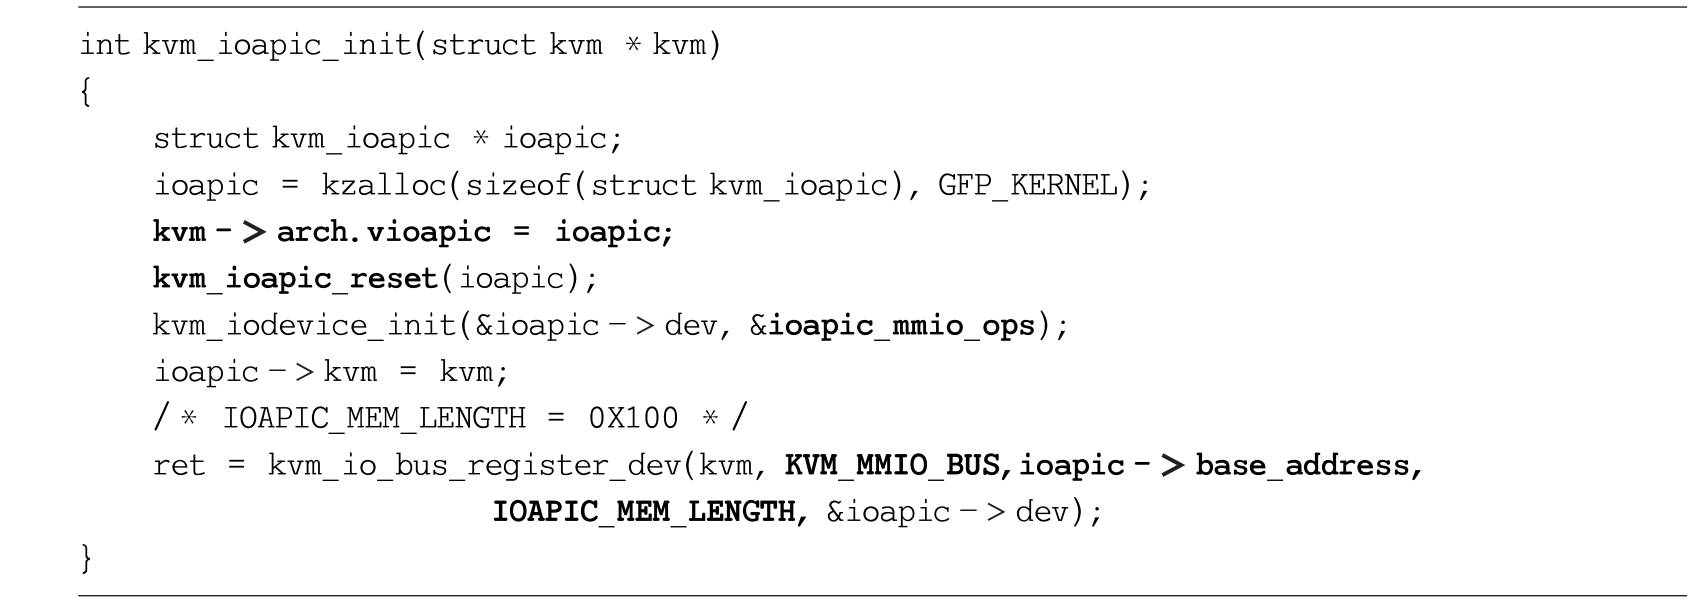 int kvm_ioapic_init(struct kvm * kvm)
{
struct kvm_ioapic * ioapic;
ioapic = kzalloc(sizeof(struct kvm_ioapic), GFP_KERNEL);
kvm -> arch.vioapic = ioapic;
kvm_ioapic_reset(ioapic);
kvm_iodevice_init(&ioapic -> dev, &ioapic_mmio_ops);
ioapic -> kvm = kvm;
/* IOAPIC_MEM_LENGTH = 0X100 */
ret = kvm_io_bus_register_dev(kvm, KVM_MMIO_BUS, ioapic -> base_address,
IOAPIC_MEM_LENGTH, &ioapic -> dev);
}